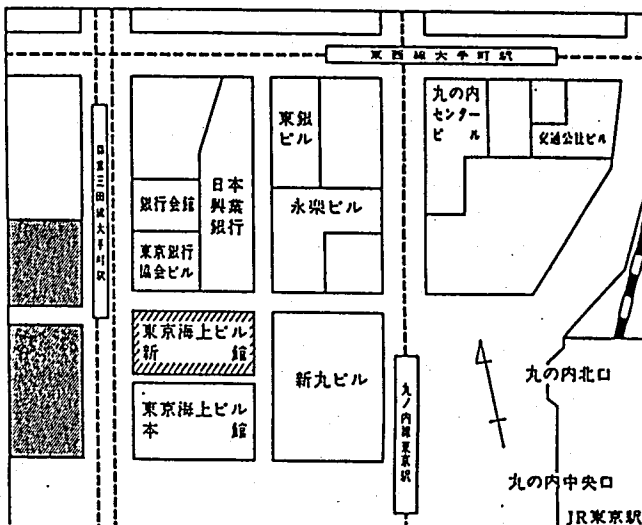 東西線大手町駅
都営三田線大手町駅
東銀
ビル
丸の内
センター
ビル
交通公社ビル
日本
興業
銀行
銀行会館
東京銀行
協会ビル
永楽ビル
東京海上ビル
新館
新丸ビル
東京海上ビル
本館
丸ノ内線東京駅
丸の内北口
丸の内中央口
JR東京駅